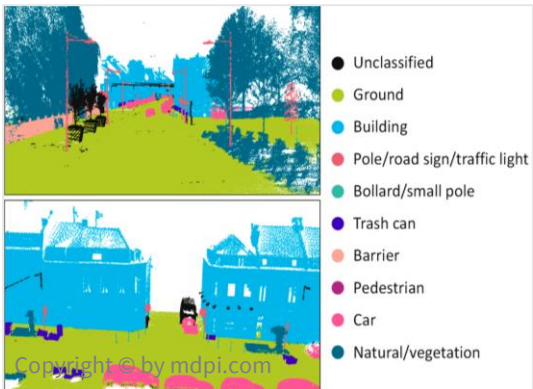 Unclassified
Ground
Building
Pole/road sign/traffic light
Bollard/small pole
Trash can
Barrier
Pedestrian
Car
Natural/vegetation
Copyright © by mdpi.com